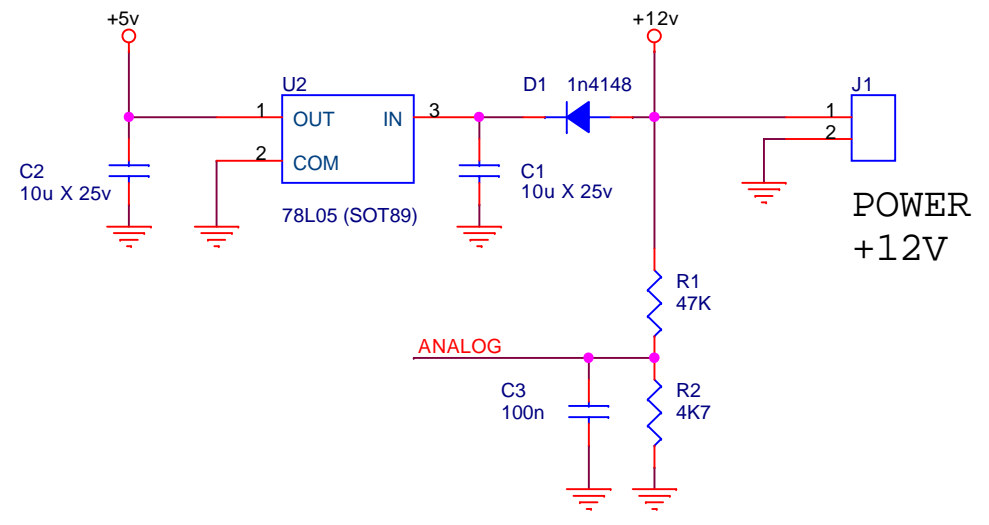 +5v
+12v
U2
D1 1n4148
J1
1 OUT IN 3
1
2 COM
2
C2
10u X 25v
C1
10u X 25v
78L05 (SOT89)
POWER
+12V
R1
47K
ANALOG
C3
100n
R2
4K7